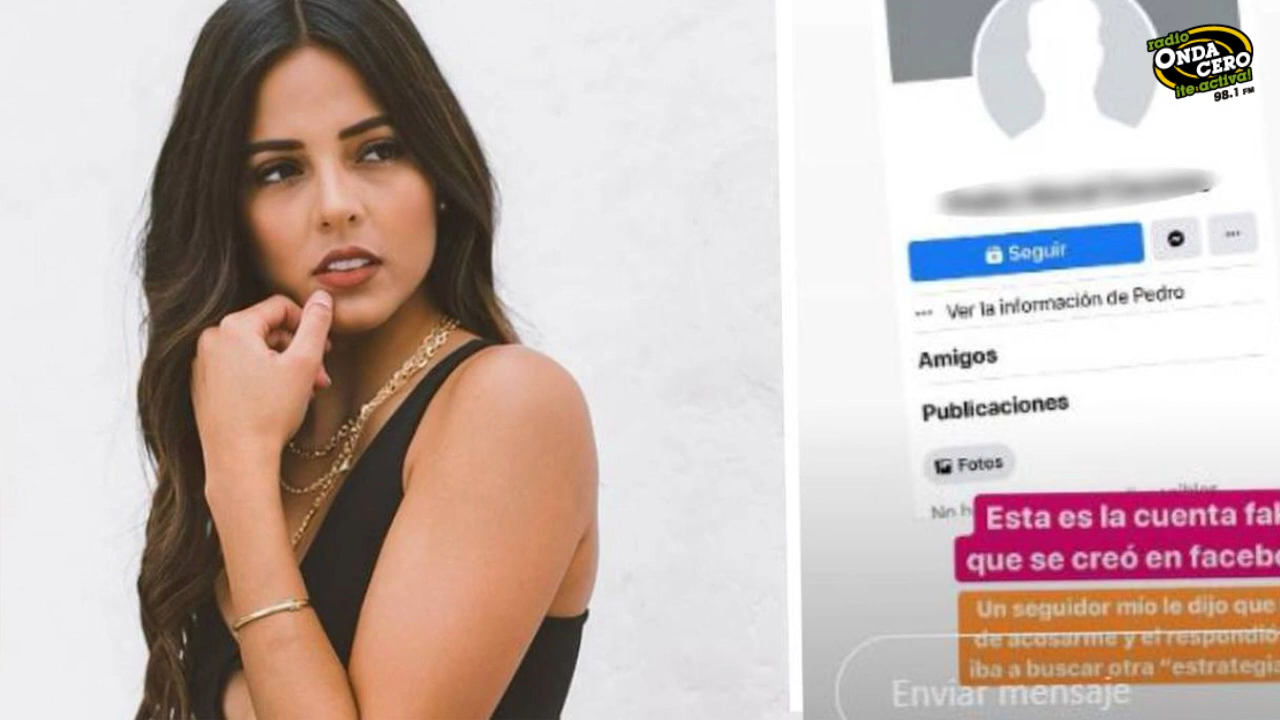 radio
ONDA
CERO
¡te activa!
98.1 FM
Seguir
Ver la información de Pedro
Amigos
Publicaciones
Fotos
No
Esta es la cuenta fal
que se creó en facebo
Un seguidor mío le dijo que
de acosarme y el respondió
iba a buscar otra "estrategia
Enviar mensaje